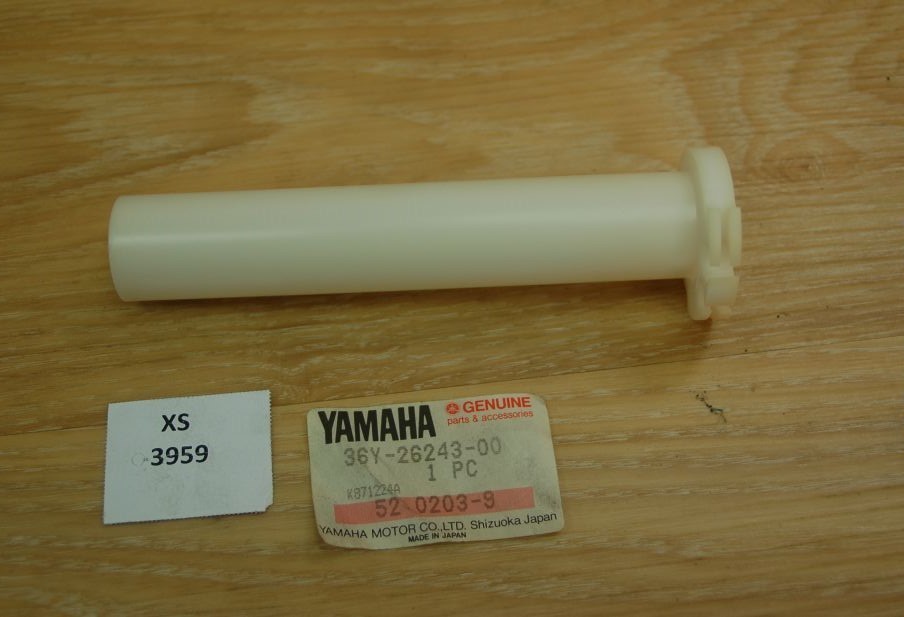 XS
3959
YAMAHA
GENUINE
parts & accessories
36Y-26243-00
1 PC
K871224A
52 0203-9
YAMAHA MOTOR CO.,LTD. Shizuoka Japan
MADE IN JAPAN